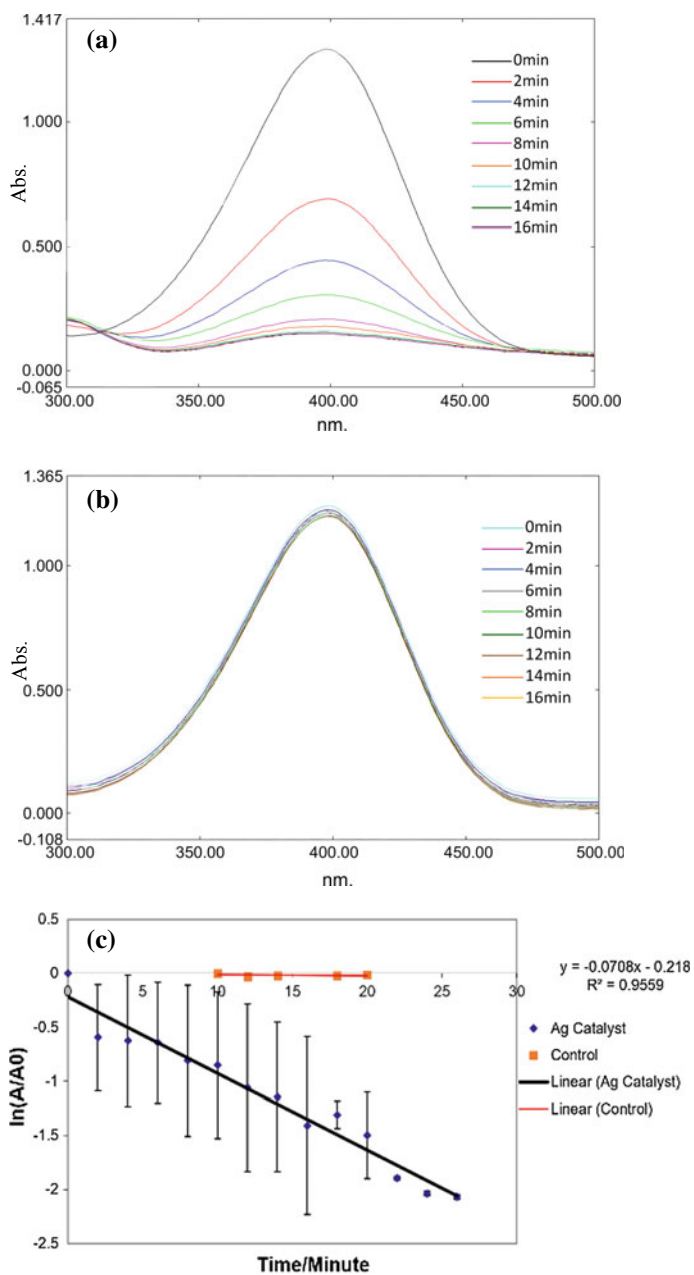 1.417
(a)
0min
2min
4min
6min
8min
10min
12min
14min
16min
1.000
Abs.
0.500
0.000
-0.065
300.00 350.00 400.00 450.00 500.00
nm.
1.365
(b)
0min
2min
4min
6min
8min
10min
12min
14min
16min
1.000
Abs.
0.500
0.000
-0.108
300.00 350.00 400.00 450.00 500.00
nm.
(c)
0.5
0
-0.5
-1
-1.5
-2
-2.5
0 5 10 15 20 25 30
ln(A/A0)
Time/Minute
y = -0.0708x - 0.218
R² = 0.9559
Ag Catalyst
Control
Linear (Ag Catalyst)
Linear (Control)